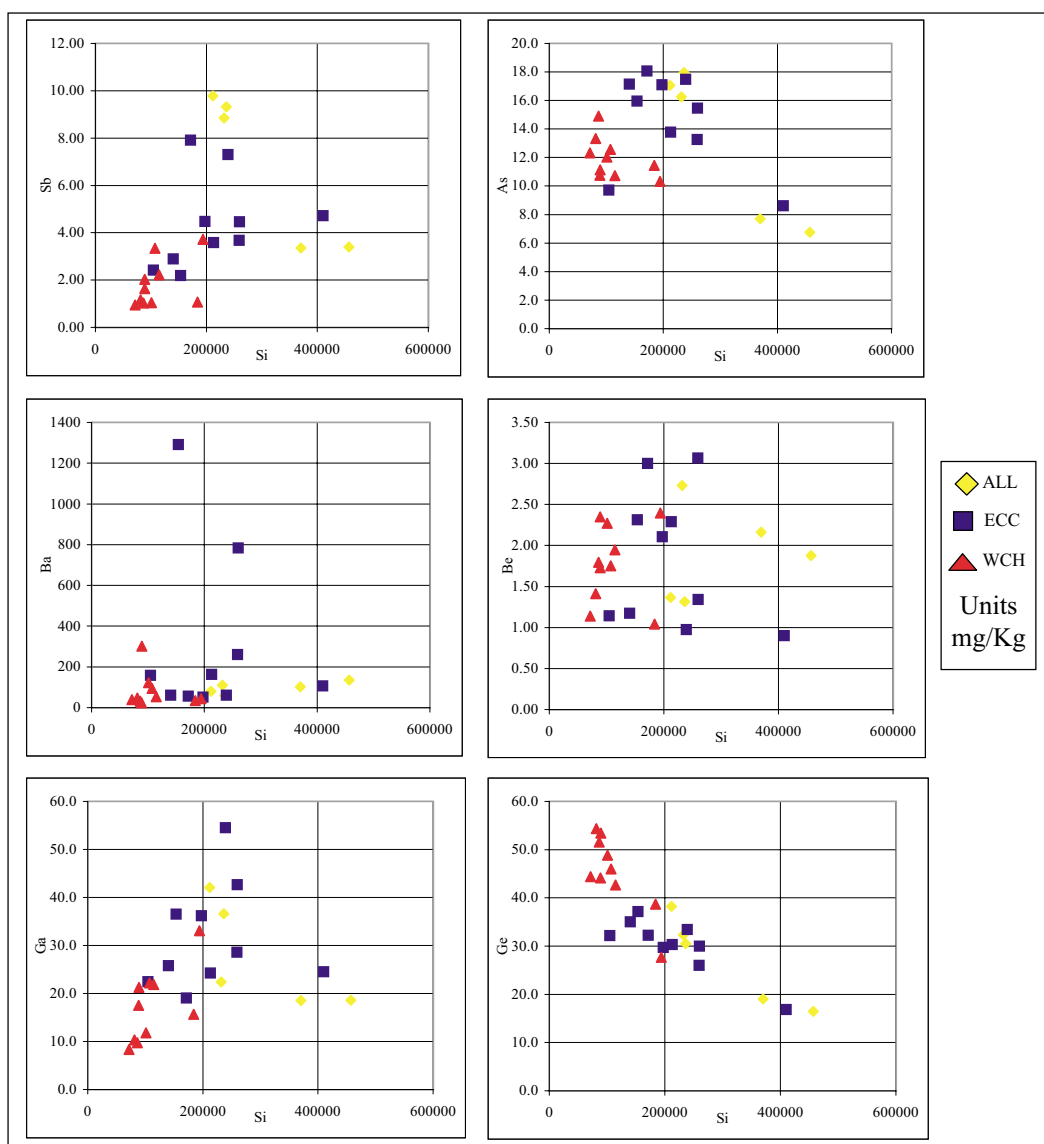 12.00
10.00
8.00
6.00
4.00
2.00
0.00
Sb
0 200000 400000 600000
Si
20.0
18.0
16.0
14.0
12.0
10.0
8.0
6.0
4.0
2.0
0.0
As
0 200000 400000 600000
Si
1400
1200
1000
800
600
400
200
0
Ba
0 200000 400000 600000
Si
3.50
3.00
2.50
2.00
1.50
1.00
0.50
0.00
Be
0 200000 400000 600000
Si
ALL
ECC
WCH
Units
mg/Kg
60.0
50.0
40.0
30.0
20.0
10.0
0.0
Ga
0 200000 400000 600000
Si
60.0
50.0
40.0
30.0
20.0
10.0
0.0
Ge
0 200000 400000 600000
Si